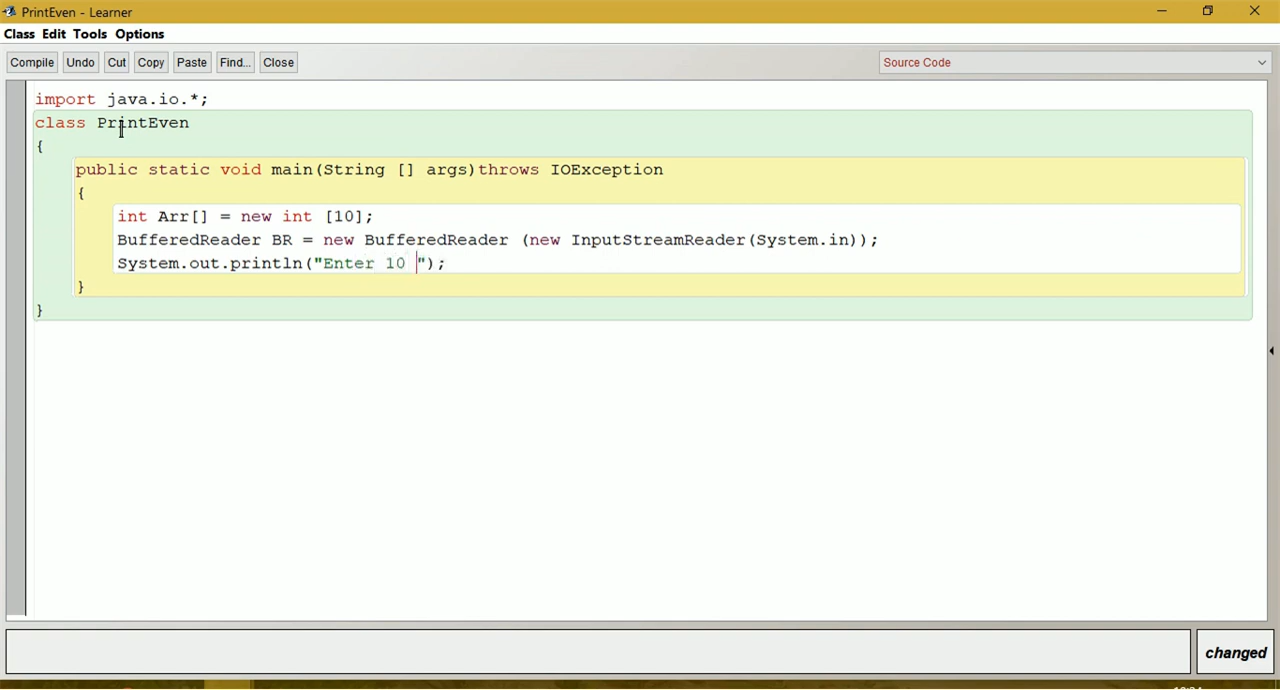 PrintEven - Learner
Class Edit Tools Options
Compile Undo Cut Copy Paste Find... Close Source Code
import java.io.*;
class PrintEven
{
public static void main(String [] args)throws IOException
{
int Arr[] = new int [10];
BufferedReader BR = new BufferedReader (new InputStreamReader(System.in));
System.out.println("Enter 10 ");
}
}
changed